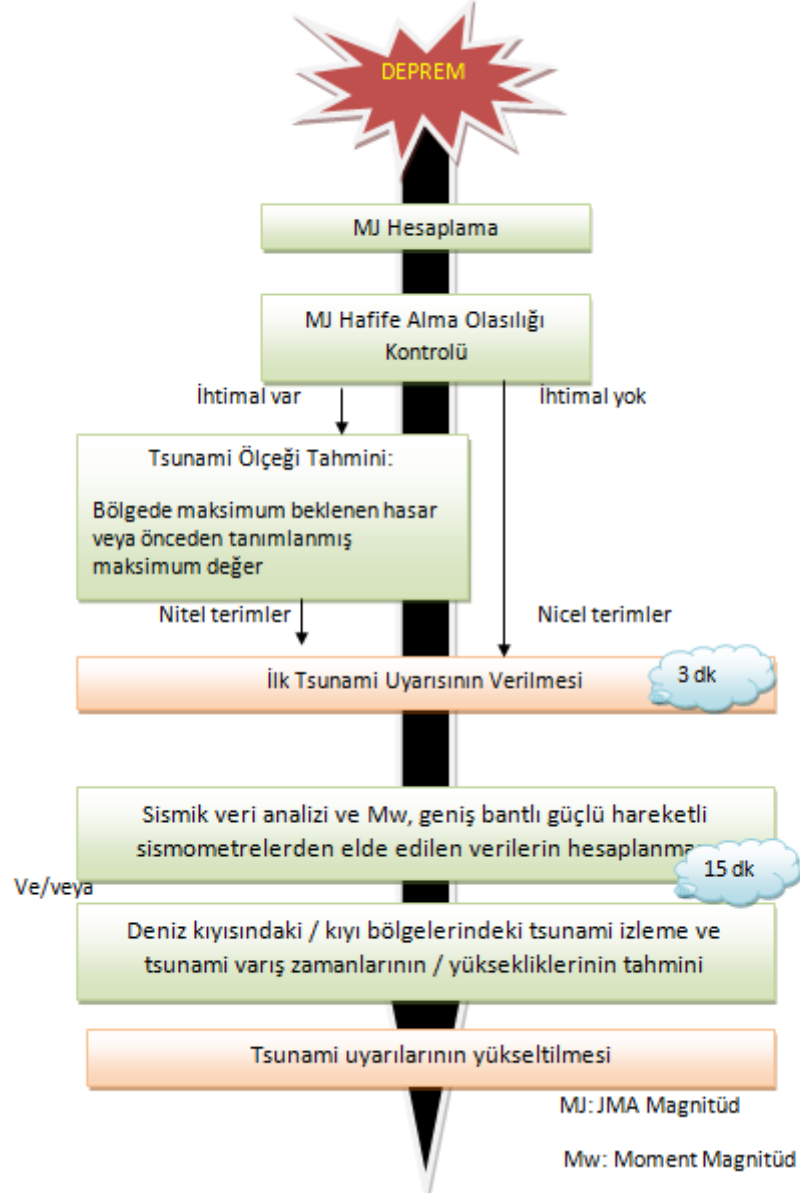 DEPREM
MJ Hesaplama
MJ Hafife Alma Olasılığı
Kontrolü
İhtimal var
İhtimal yok
Tsunami Ölçeği Tahmini:
Bölgede maksimum beklenen hasar
veya önceden tanımlanmış
maksimum değer
Nitel terimler
Nicel terimler
İlk Tsunami Uyarısının Verilmesi
3 dk
Sismik veri analizi ve Mw, geniş bantlı güçlü hareketli
sismometrelerden elde edilen verilerin
15 dk
Ve/veya
Deniz kıyısındaki / kıyı bölgelerindeki tsunami izleme ve
tsunami varış zamanlarının / yüksekliklerinin tahmini
Tsunami uyarılarının yükseltilmesi
MJ: JMA Magnitüd
Mw: Moment Magnitüd